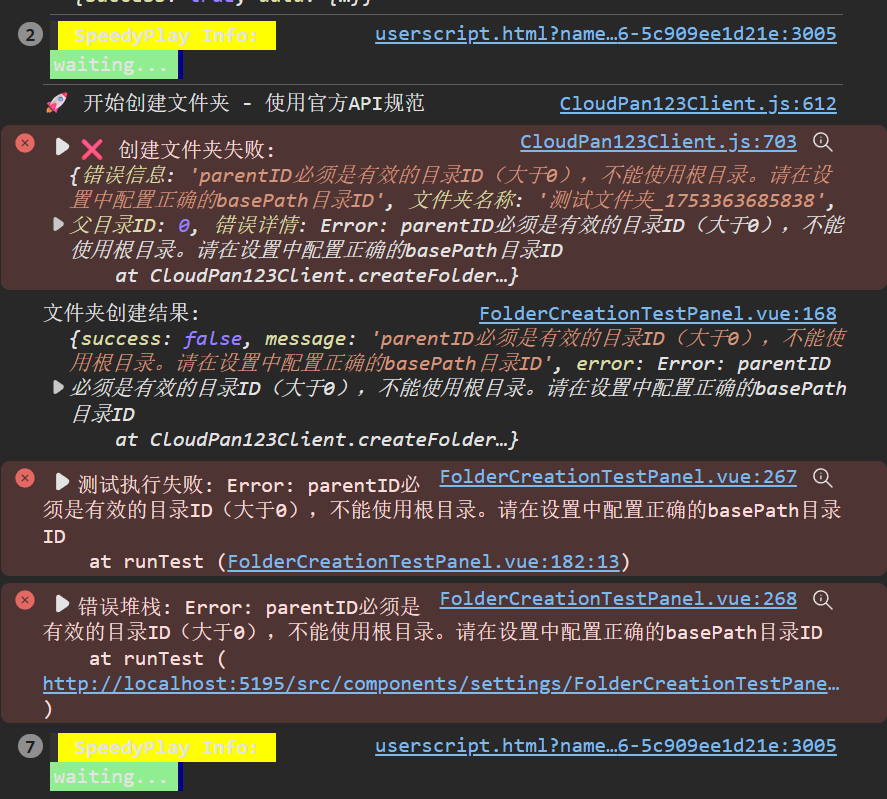 {success: true, data: {…}}
2 SpeedyPlay Info: userscript.html?name…6-5c909ee1d21e:3005
waiting...
🚀 开始创建文件夹 - 使用官方API规范 CloudPan123Client.js:612
❌ 创建文件夹失败: CloudPan123Client.js:703
{错误信息: 'parentID必须是有效的目录ID（大于0），不能使用根目录。请在设
置中配置正确的basePath目录ID', 文件夹名称: '测试文件夹_1753363685838',
父目录ID: 0, 错误详情: Error: parentID必须是有效的目录ID（大于0），不能
使用根目录。请在设置中配置正确的basePath目录ID
at CloudPan123Client.createFolder…}
文件夹创建结果: FolderCreationTestPanel.vue:168
{success: false, message: 'parentID必须是有效的目录ID（大于0），不能使
用根目录。请在设置中配置正确的basePath目录ID', error: Error: parentID
必须是有效的目录ID（大于0），不能使用根目录。请在设置中配置正确的basePath
目录ID
at CloudPan123Client.createFolder…}
测试执行失败: Error: parentID必 FolderCreationTestPanel.vue:267
须是有效的目录ID（大于0），不能使用根目录。请在设置中配置正确的basePath目录
ID
at runTest (FolderCreationTestPanel.vue:182:13)
错误堆栈: Error: parentID必须是 FolderCreationTestPanel.vue:268
有效的目录ID（大于0），不能使用根目录。请在设置中配置正确的basePath目录ID
at runTest (
http://localhost:5195/src/components/settings/FolderCreationTestPane…
)
7 SpeedyPlay Info: userscript.html?name…6-5c909ee1d21e:3005
waiting...